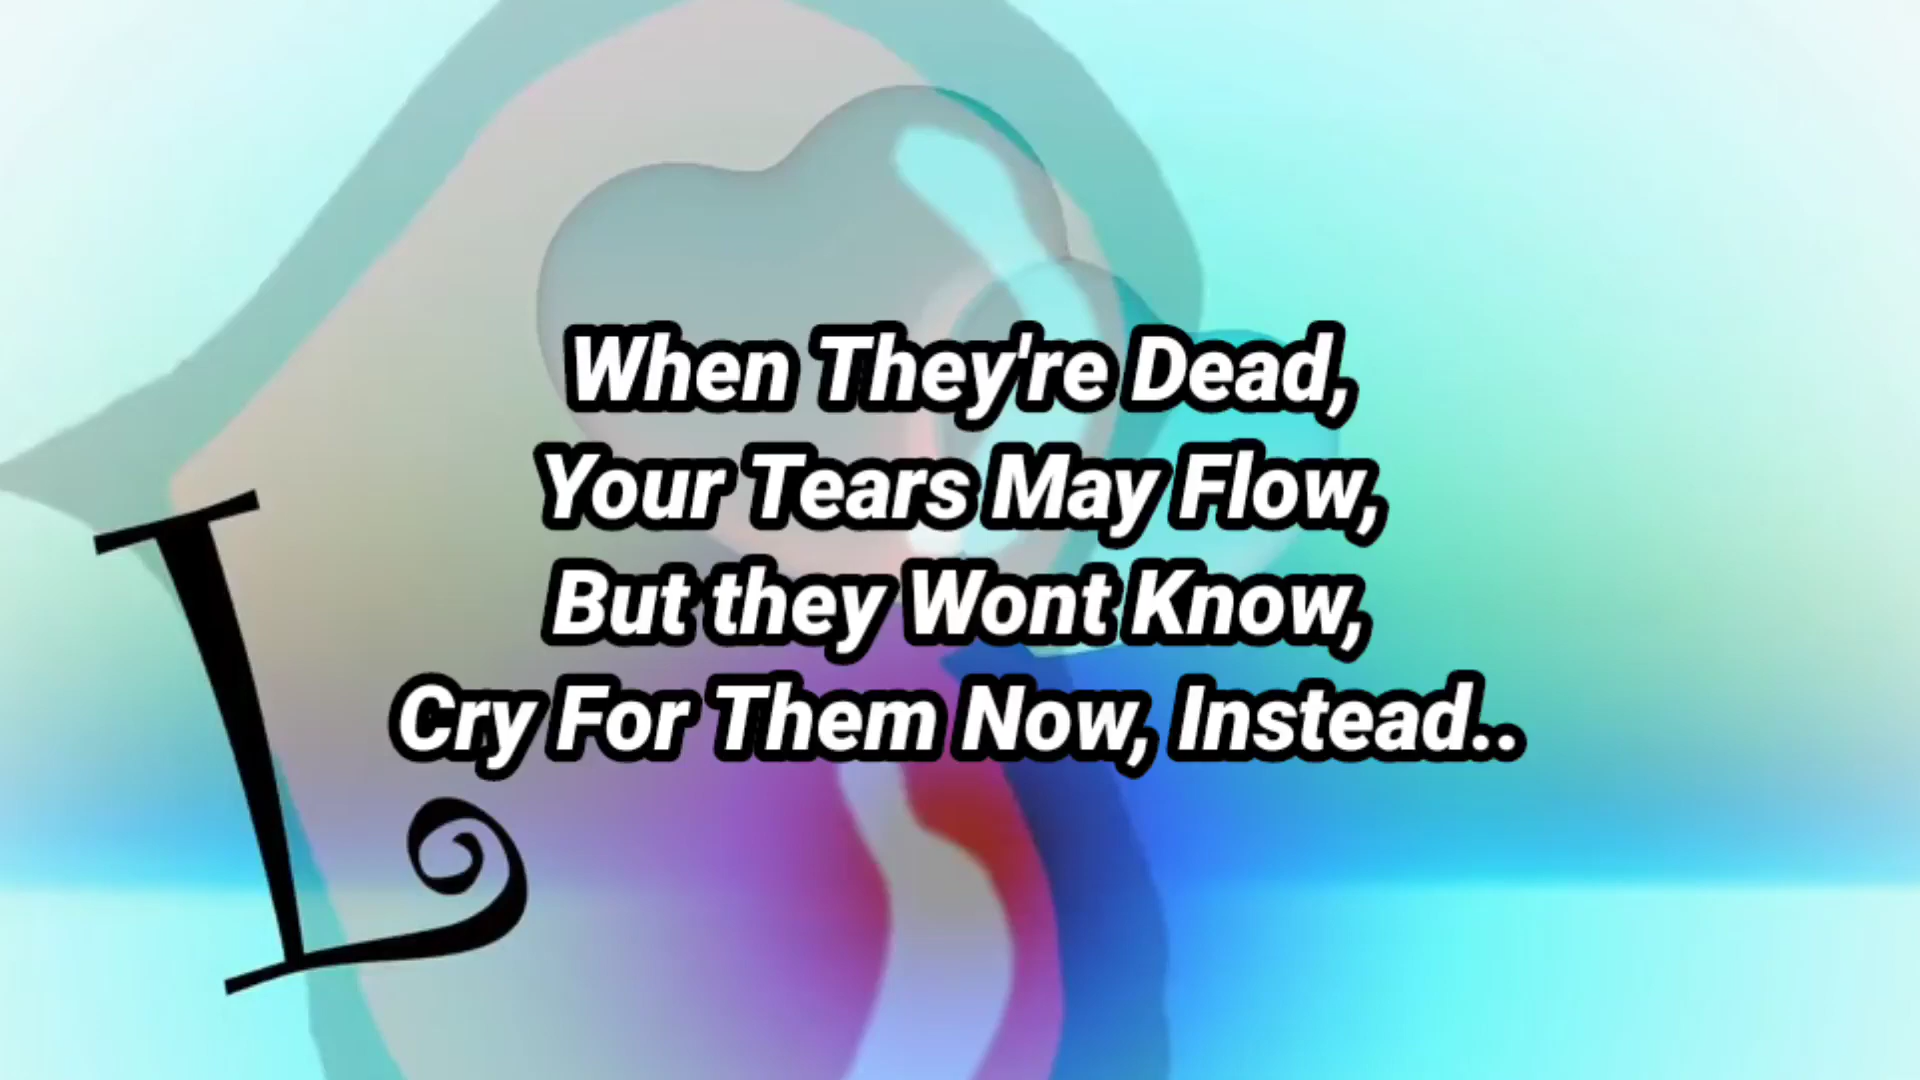 When They're Dead,
Your Tears May Flow,
But they Wont Know,
Cry For Them Now, Instead..
L